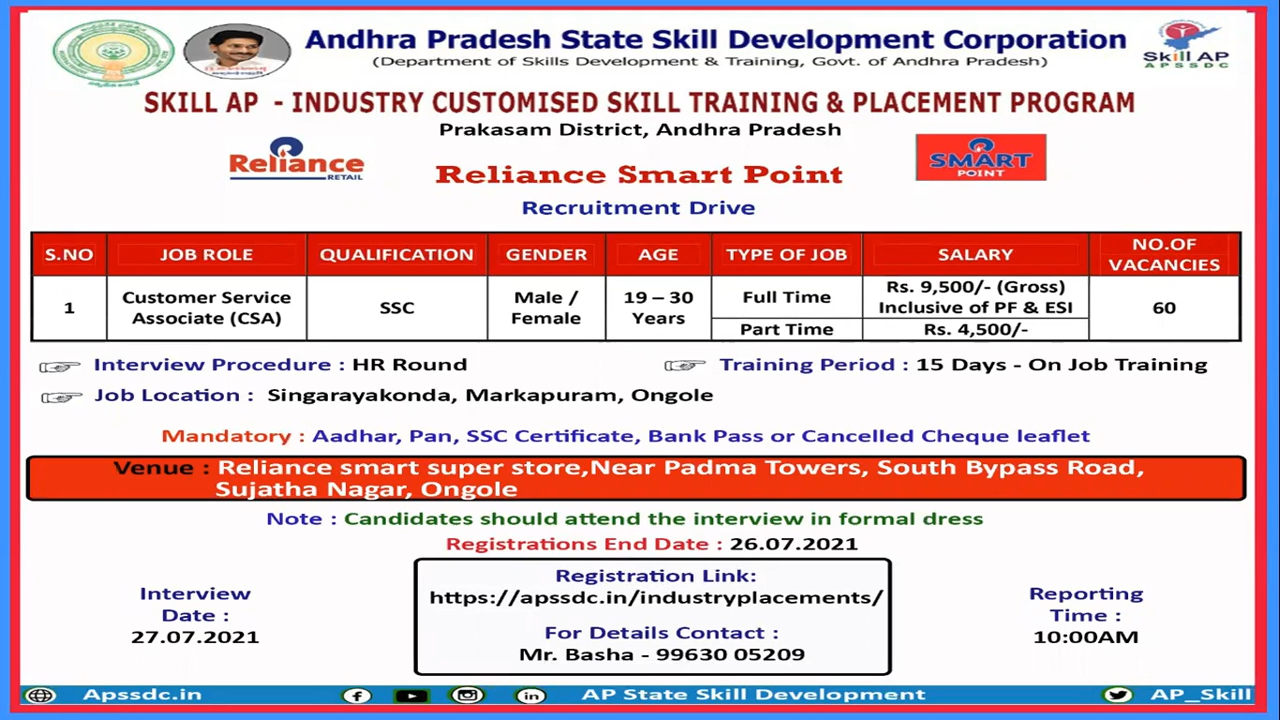 Andhra Pradesh State Skill Development Corporation
(Department of Skills Development & Training, Govt. of Andhra Pradesh)
Skill AP
APSSDC
SKILL AP - INDUSTRY CUSTOMISED SKILL TRAINING & PLACEMENT PROGRAM
Prakasam District, Andhra Pradesh
Reliance
RETAIL
Reliance Smart Point
SMART
POINT
Recruitment Drive
S.NO JOB ROLE QUALIFICATION GENDER AGE TYPE OF JOB SALARY NO.OF VACANCIES
1 Customer Service Associate (CSA) SSC Male / Female 19 – 30 Years Full Time Rs. 9,500/- (Gross) Inclusive of PF & ESI 60
Part Time Rs. 4,500/-
Interview Procedure : HR Round
Training Period : 15 Days - On Job Training
Job Location : Singarayakonda, Markapuram, Ongole
Mandatory : Aadhar, Pan, SSC Certificate, Bank Pass or Cancelled Cheque leaflet
Venue : Reliance smart super store,Near Padma Towers, South Bypass Road,
Sujatha Nagar, Ongole
Note : Candidates should attend the interview in formal dress
Registrations End Date : 26.07.2021
Interview
Date :
27.07.2021
Registration Link:
https://apssdc.in/industryplacements/
For Details Contact :
Mr. Basha - 99630 05209
Reporting
Time :
10:00AM
Apssdc.in
AP State Skill Development
AP_Skill